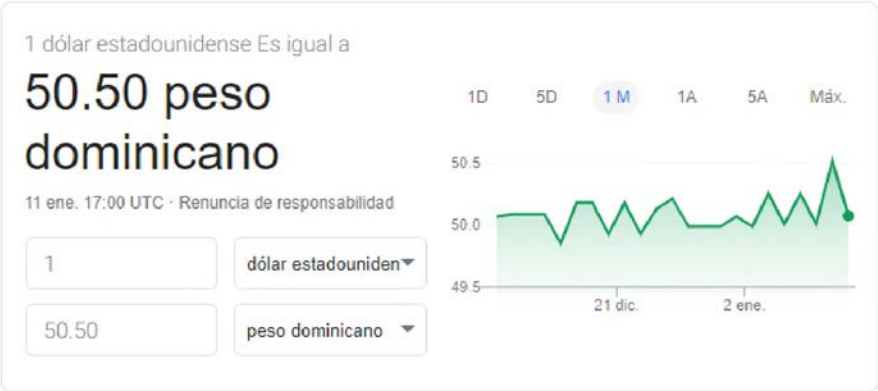 1 dólar estadounidense Es igual a
50.50 peso
dominicano
11 ene. 17:00 UTC · Renuncia de responsabilidad
1
dólar estadouniden
50.50
peso dominicano
1D 5D 1 M 1A 5A Máx.
50.5
50.0
49.5
21 dic. 2 ene.